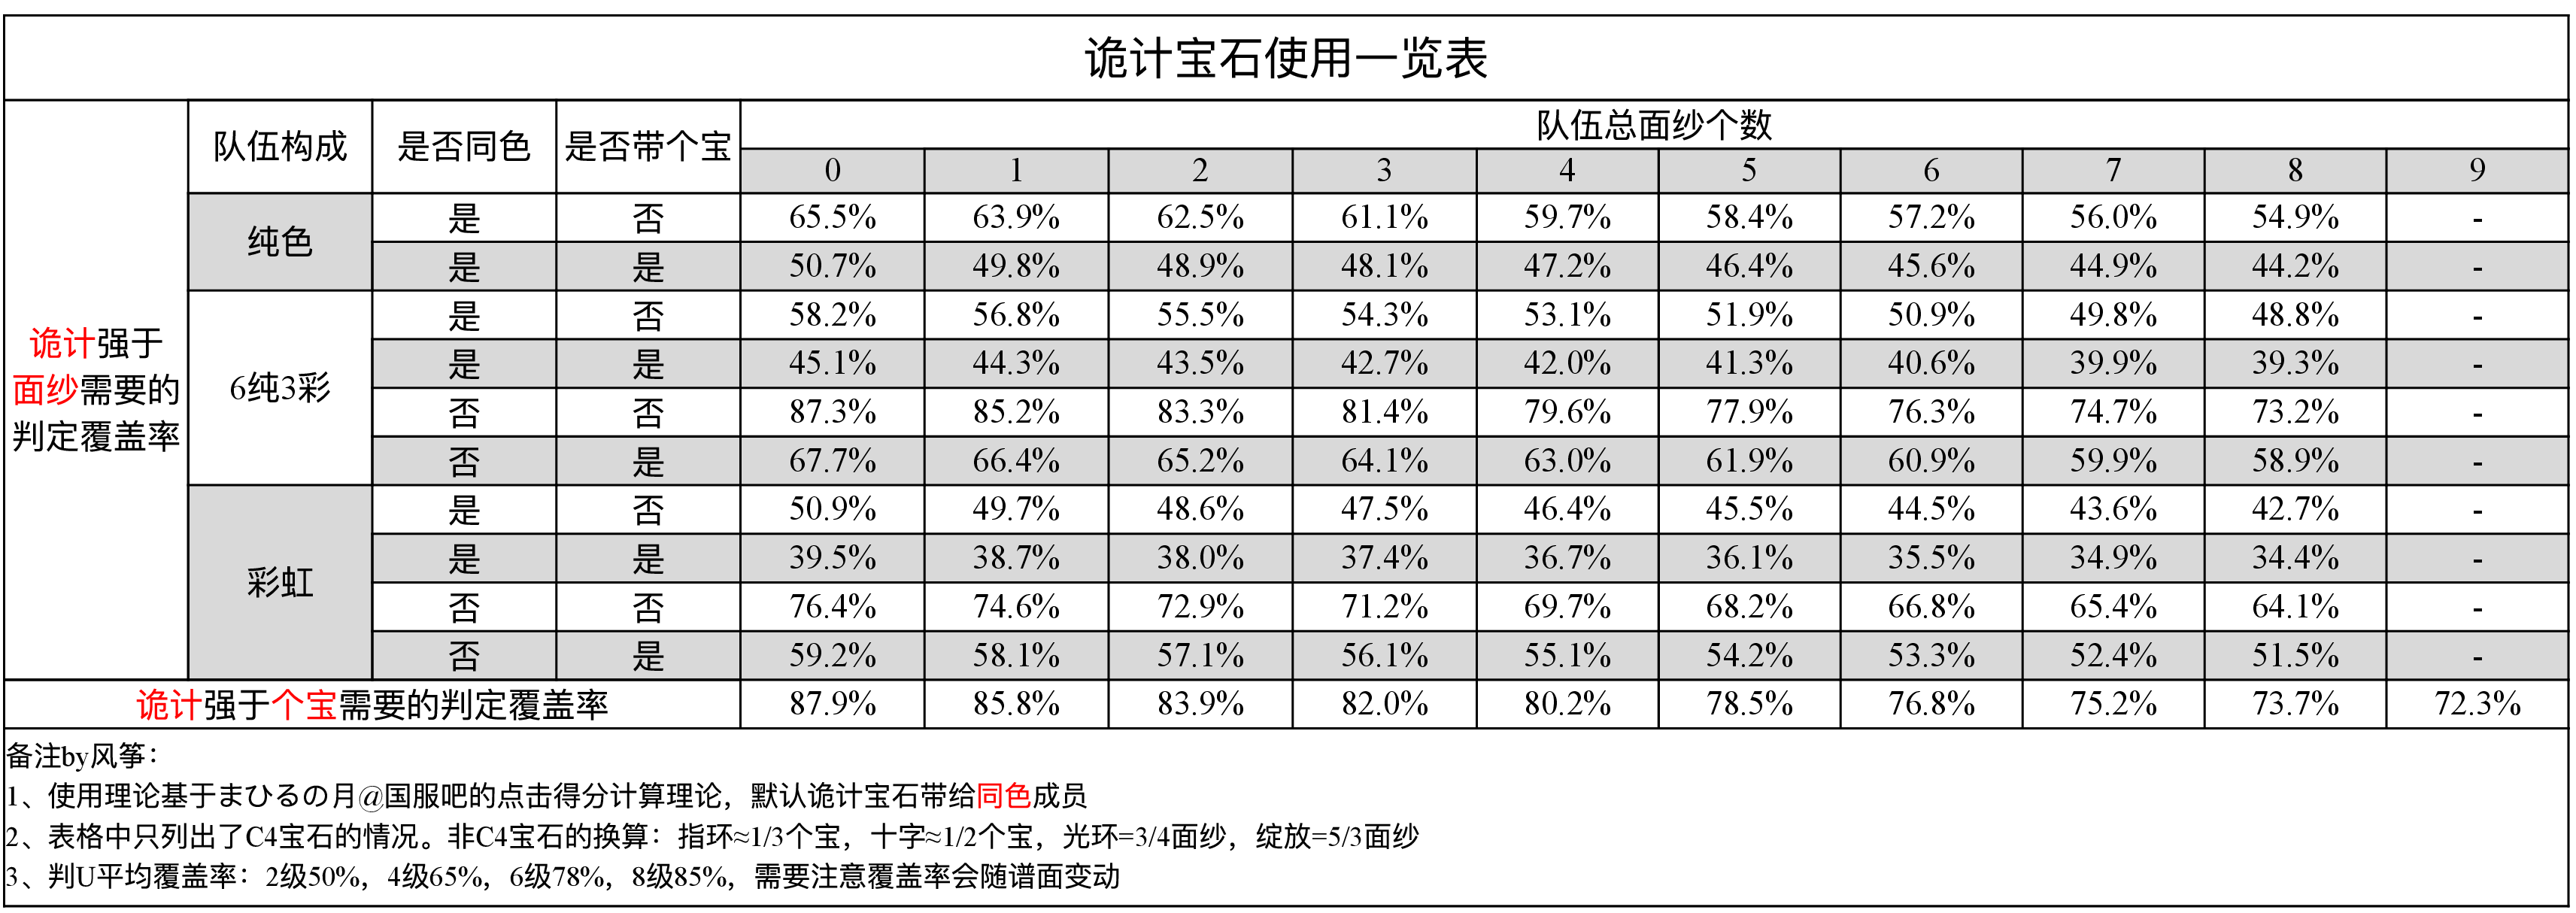 诡计宝石使用一览表
队伍构成 是否同色 是否带个宝 队伍总面纱个数
0 1 2 3 4 5 6 7 8 9
诡计强于
面纱需要的
判定覆盖率
纯色
是 否 65.5% 63.9% 62.5% 61.1% 59.7% 58.4% 57.2% 56.0% 54.9% -
是 是 50.7% 49.8% 48.9% 48.1% 47.2% 46.4% 45.6% 44.9% 44.2% -
6纯3彩
是 否 58.2% 56.8% 55.5% 54.3% 53.1% 51.9% 50.9% 49.8% 48.8% -
是 是 45.1% 44.3% 43.5% 42.7% 42.0% 41.3% 40.6% 39.9% 39.3% -
否 否 87.3% 85.2% 83.3% 81.4% 79.6% 77.9% 76.3% 74.7% 73.2% -
否 是 67.7% 66.4% 65.2% 64.1% 63.0% 61.9% 60.9% 59.9% 58.9% -
彩虹
是 否 50.9% 49.7% 48.6% 47.5% 46.4% 45.5% 44.5% 43.6% 42.7% -
是 是 39.5% 38.7% 38.0% 37.4% 36.7% 36.1% 35.5% 34.9% 34.4% -
否 否 76.4% 74.6% 72.9% 71.2% 69.7% 68.2% 66.8% 65.4% 64.1% -
否 是 59.2% 58.1% 57.1% 56.1% 55.1% 54.2% 53.3% 52.4% 51.5% -
诡计强于个宝需要的判定覆盖率 87.9% 85.8% 83.9% 82.0% 80.2% 78.5% 76.8% 75.2% 73.7% 72.3%
备注by风筝：
1、使用理论基于まひるの月@国服吧的点击得分计算理论，默认诡计宝石带给同色成员
2、表格中只列出了C4宝石的情况。非C4宝石的换算：指环≈1/3个宝，十字≈1/2个宝，光环=3/4面纱，绽放=5/3面纱
3、判U平均覆盖率：2级50%，4级65%，6级78%，8级85%，需要注意覆盖率会随谱面变动